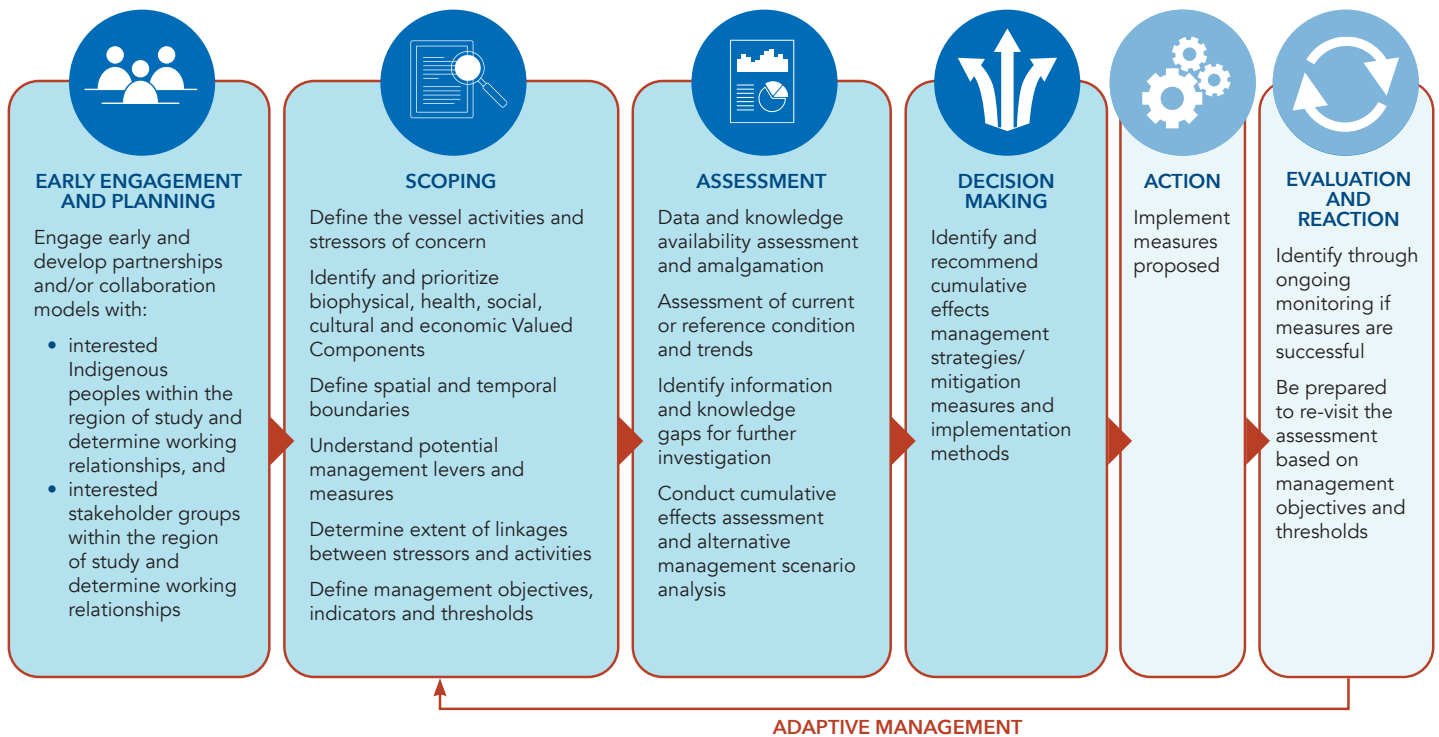 EARLY ENGAGEMENT
AND PLANNING
Engage early and
develop partnerships
and/or collaboration
models with:
• interested
Indigenous
peoples within the
region of study and
determine working
relationships, and
• interested
stakeholder groups
within the region
of study and
determine working
relationships
SCOPING
Define the vessel activities and
stressors of concern
Identify and prioritize
biophysical, health, social,
cultural and economic Valued
Components
Define spatial and temporal
boundaries
Understand potential
management levers and
measures
Determine extent of linkages
between stressors and activities
Define management objectives,
indicators and thresholds
ASSESSMENT
Data and knowledge
availability assessment
and amalgamation
Assessment of current
or reference condition
and trends
Identify information
and knowledge
gaps for further
investigation
Conduct cumulative
effects assessment
and alternative
management scenario
analysis
DECISION
MAKING
Identify and
recommend
cumulative
effects
management
strategies/
mitigation
measures and
implementation
methods
ACTION
Implement
measures
proposed
EVALUATION
AND
REACTION
Identify through
ongoing
monitoring if
measures are
successful
Be prepared
to re-visit the
assessment
based on
management
objectives and
thresholds
ADAPTIVE MANAGEMENT